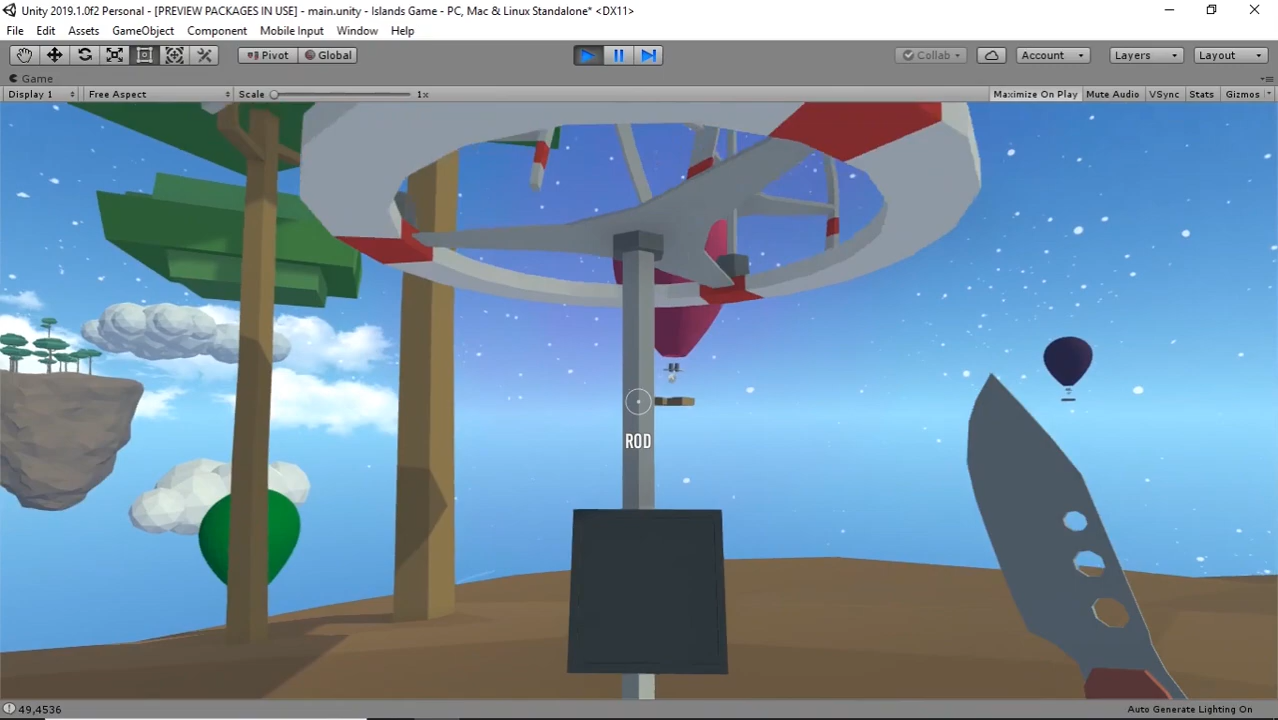 Unity 2019.1.0f2 Personal - [PREVIEW PACKAGES IN USE] - main.unity - Islands Game - PC, Mac & Linux Standalone* <DX11>
File Edit Assets GameObject Component Mobile Input Window Help
Pivot Global Collab Account Layers Layout
Game
Display 1 Free Aspect Scale 1x Maximize On Play Mute Audio VSync Stats Gizmos
ROD
49,4536 Auto Generate Lighting On